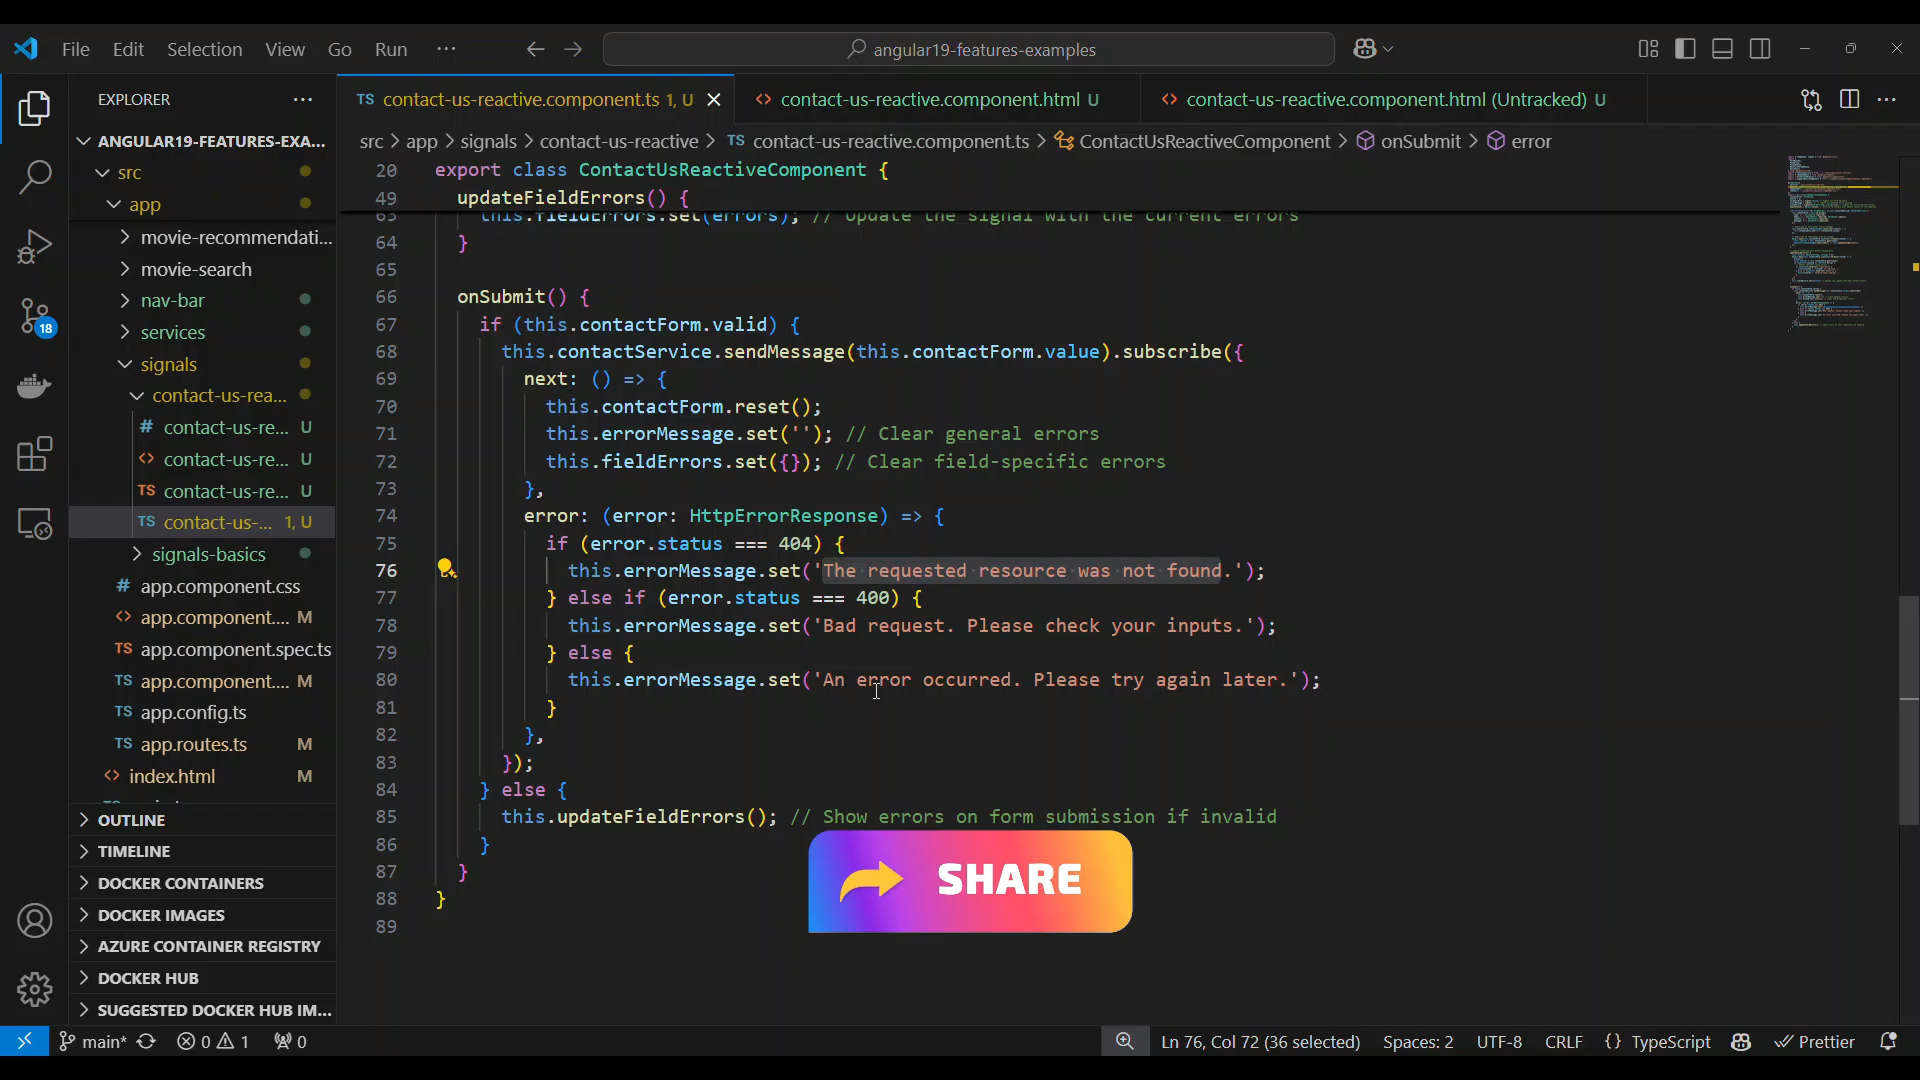 File Edit Selection View Go Run ···
angular19-features-examples
EXPLORER
ANGULAR19-FEATURES-EXA...
src
app
movie-recommendati...
movie-search
nav-bar
services
signals
contact-us-rea...
# contact-us-re... U
<> contact-us-re... U
TS contact-us-re... U
TS contact-us-... 1, U
signals-basics
# app.component.css
<> app.component.... M
TS app.component.spec.ts
TS app.component.... M
TS app.config.ts
TS app.routes.ts M
<> index.html M
OUTLINE
TIMELINE
DOCKER CONTAINERS
DOCKER IMAGES
AZURE CONTAINER REGISTRY
DOCKER HUB
SUGGESTED DOCKER HUB IM...
18
TS contact-us-reactive.component.ts 1, U
<> contact-us-reactive.component.html U
<> contact-us-reactive.component.html (Untracked) U
src > app > signals > contact-us-reactive > TS contact-us-reactive.component.ts > ContactUsReactiveComponent > onSubmit > error
20 export class ContactUsReactiveComponent {
49 updateFieldErrors() {
63 this.fieldErrors.set(errors); // Update the signal with the current errors
64 }
65
66 onSubmit() {
67 if (this.contactForm.valid) {
68 this.contactService.sendMessage(this.contactForm.value).subscribe({
69 next: () => {
70 this.contactForm.reset();
71 this.errorMessage.set(''); // Clear general errors
72 this.fieldErrors.set({}); // Clear field-specific errors
73 },
74 error: (error: HttpErrorResponse) => {
75 if (error.status === 404) {
76 this.errorMessage.set('The requested resource was not found.');
77 } else if (error.status === 400) {
78 this.errorMessage.set('Bad request. Please check your inputs.');
79 } else {
80 this.errorMessage.set('An error occurred. Please try again later.');
81 }
82 },
83 });
84 } else {
85 this.updateFieldErrors(); // Show errors on form submission if invalid
86 }
87 }
88 }
89
SHARE
main* 0 1 0
Ln 76, Col 72 (36 selected) Spaces: 2 UTF-8 CRLF {} TypeScript Prettier